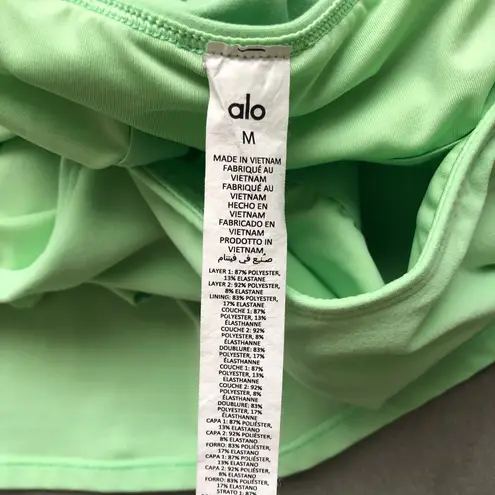 alo
M
MADE IN VIETNAM
FABRIQUÉ AU
VIETNAM
FABRIQUÉ AU
VIETNAM
HECHO EN
VIETNAM
FABRICADO EN
VIETNAM
PRODOTTO IN
VIETNAM
صنع في فيتنام
LAYER 1: 87% POLYESTER,
13% ELASTANE
LAYER 2: 92% POLYESTER,
8% ELASTANE
LINING: 83% POLYESTER,
17% ELASTANE
COUCHE 1: 87%
POLYESTER, 13%
ÉLASTHANNE
COUCHE 2: 92%
POLYESTER, 8%
ÉLASTHANNE
DOUBLURE: 83%
POLYESTER, 17%
ÉLASTHANNE
COUCHE 1: 87%
POLYESTER, 13%
ÉLASTHANNE
COUCHE 2: 92%
POLYESTER, 8%
ÉLASTHANNE
DOUBLURE: 83%
POLYESTER, 17%
ÉLASTHANNE
CAPA 1: 87% POLIÉSTER,
13% ELASTANO
CAPA 2: 92% POLIÉSTER,
8% ELASTANO
FORRO: 83% POLIÉSTER,
17% ELASTANO
CAPA 1: 87% POLIÉSTER,
13% ELASTANO
CAPA 2: 92% POLIÉSTER,
8% ELASTANO
FORRO: 83% POLIÉSTER,
17% ELASTANO
STRATO 1: 87%